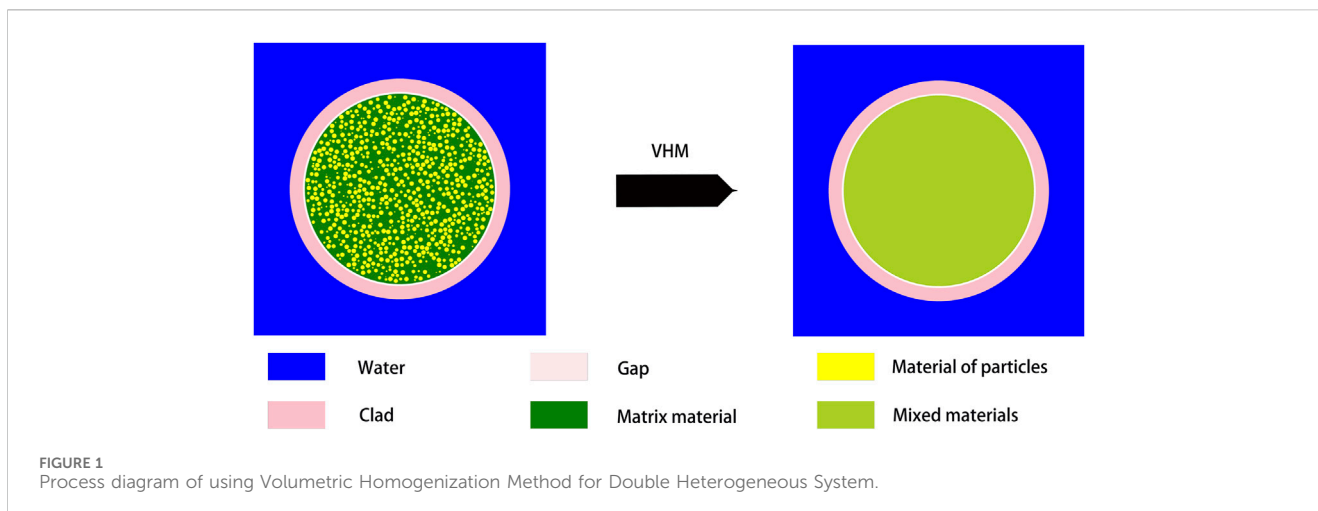 VHM
Water
Gap
Material of particles
Clad
Matrix material
Mixed materials
FIGURE 1
Process diagram of using Volumetric Homogenization Method for Double Heterogeneous System.